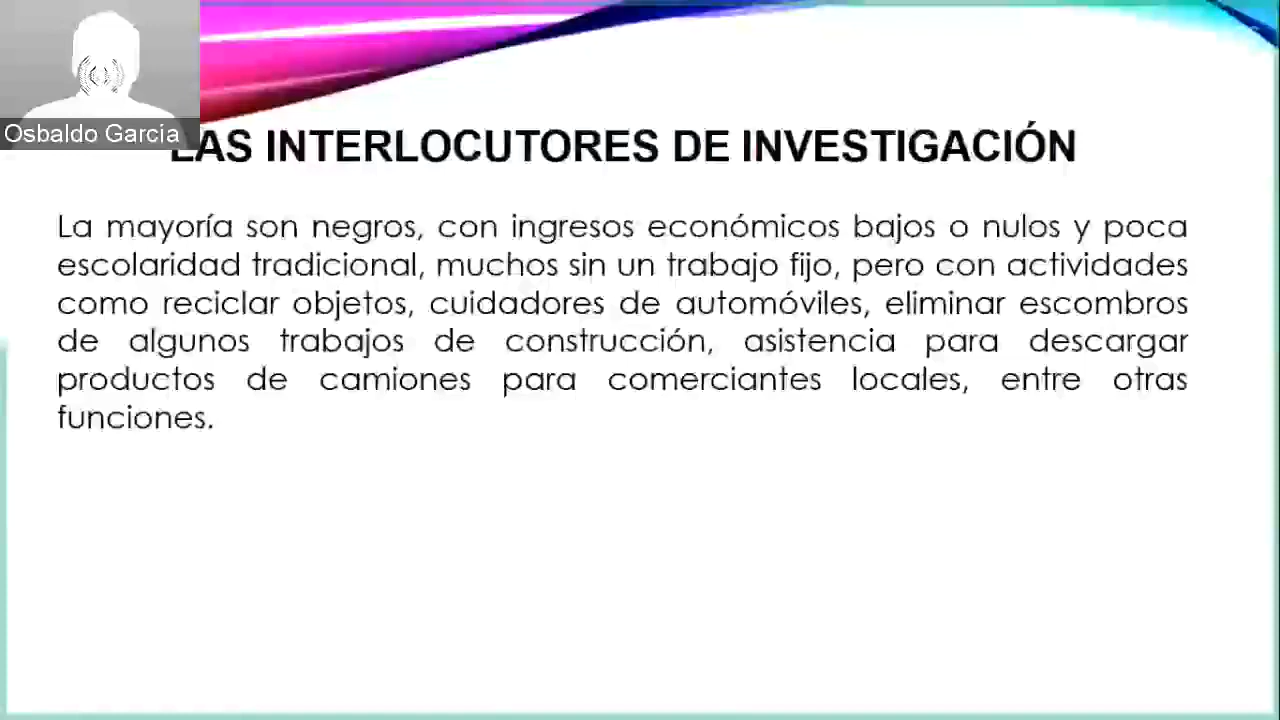 Osbaldo García
LAS INTERLOCUTORES DE INVESTIGACIÓN
La mayoría son negros, con ingresos económicos bajos o nulos y poca
escolaridad tradicional, muchos sin un trabajo fijo, pero con actividades
como reciclar objetos, cuidadores de automóviles, eliminar escombros
de algunos trabajos de construcción, asistencia para descargar
productos de camiones para comerciantes locales, entre otras
funciones.